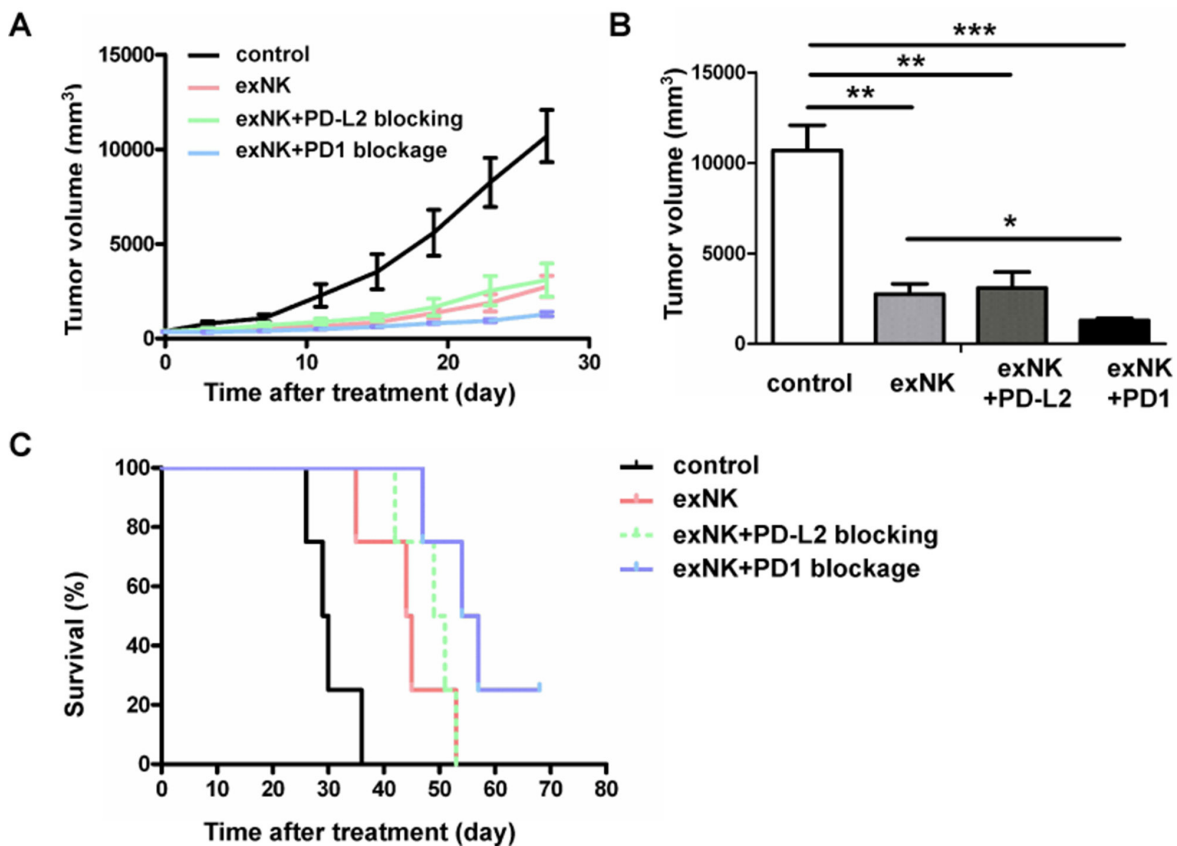 A
Tumor volume (mm³)
15000
10000
5000
0
0
10
20
30
Time after treatment (day)
control
exNK
exNK+PD-L2 blocking
exNK+PD1 blockage
B
Tumor volume (mm³)
15000
10000
5000
0
***
**
**
*
control
exNK
exNK
+PD-L2
exNK
+PD1
C
Survival (%)
100
80
60
40
20
0
0
10
20
30
40
50
60
70
80
Time after treatment (day)
control
exNK
exNK+PD-L2 blocking
exNK+PD1 blockage